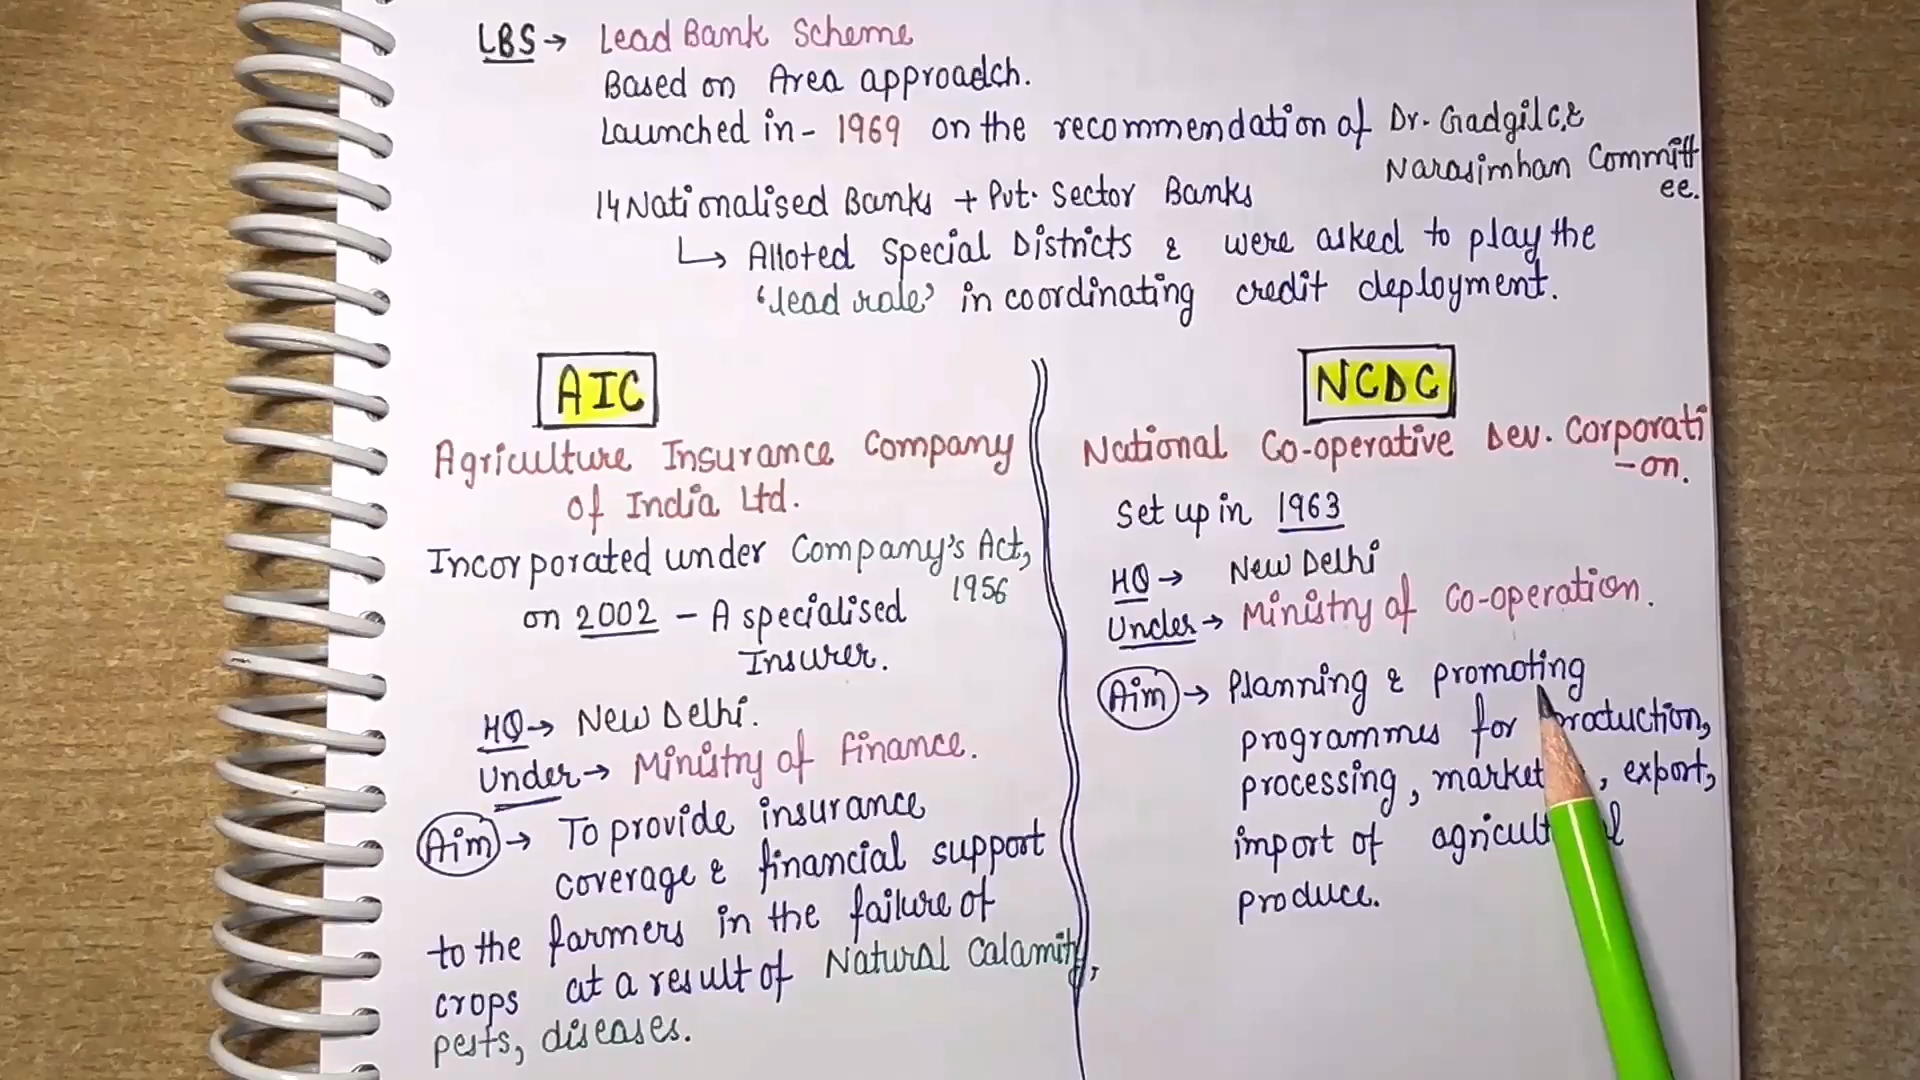 LBS → Lead Bank Scheme
Based on Area approadch.
Launched in - 1969 on the recommendation of Dr. Gadgil C. &
Narasimhan Committ
ee.
14 Nationalised Banks + Pvt. Sector Banks
↳ Alloted Special Districts & were asked to play the
'lead role' in coordinating credit deployment.
AIC
Agriculture Insurance Company
of India Ltd.
Incorporated under Company's Act,
1956
on 2002 - A specialised
Insurer.
HQ → New Delhi.
Under → Ministry of Finance.
Aim → To provide insurance
coverage & financial support
to the farmers in the failure of
crops at a result of Natural Calamity,
pests, diseases.
NCDC
National Co-operative Dev. Corporati
-on.
Set up in 1963
HQ → New Delhi
Under → Ministry of Co-operation.
Aim → Planning & promoting
programmes for production,
processing, market , export,
import of agricultural
produce.